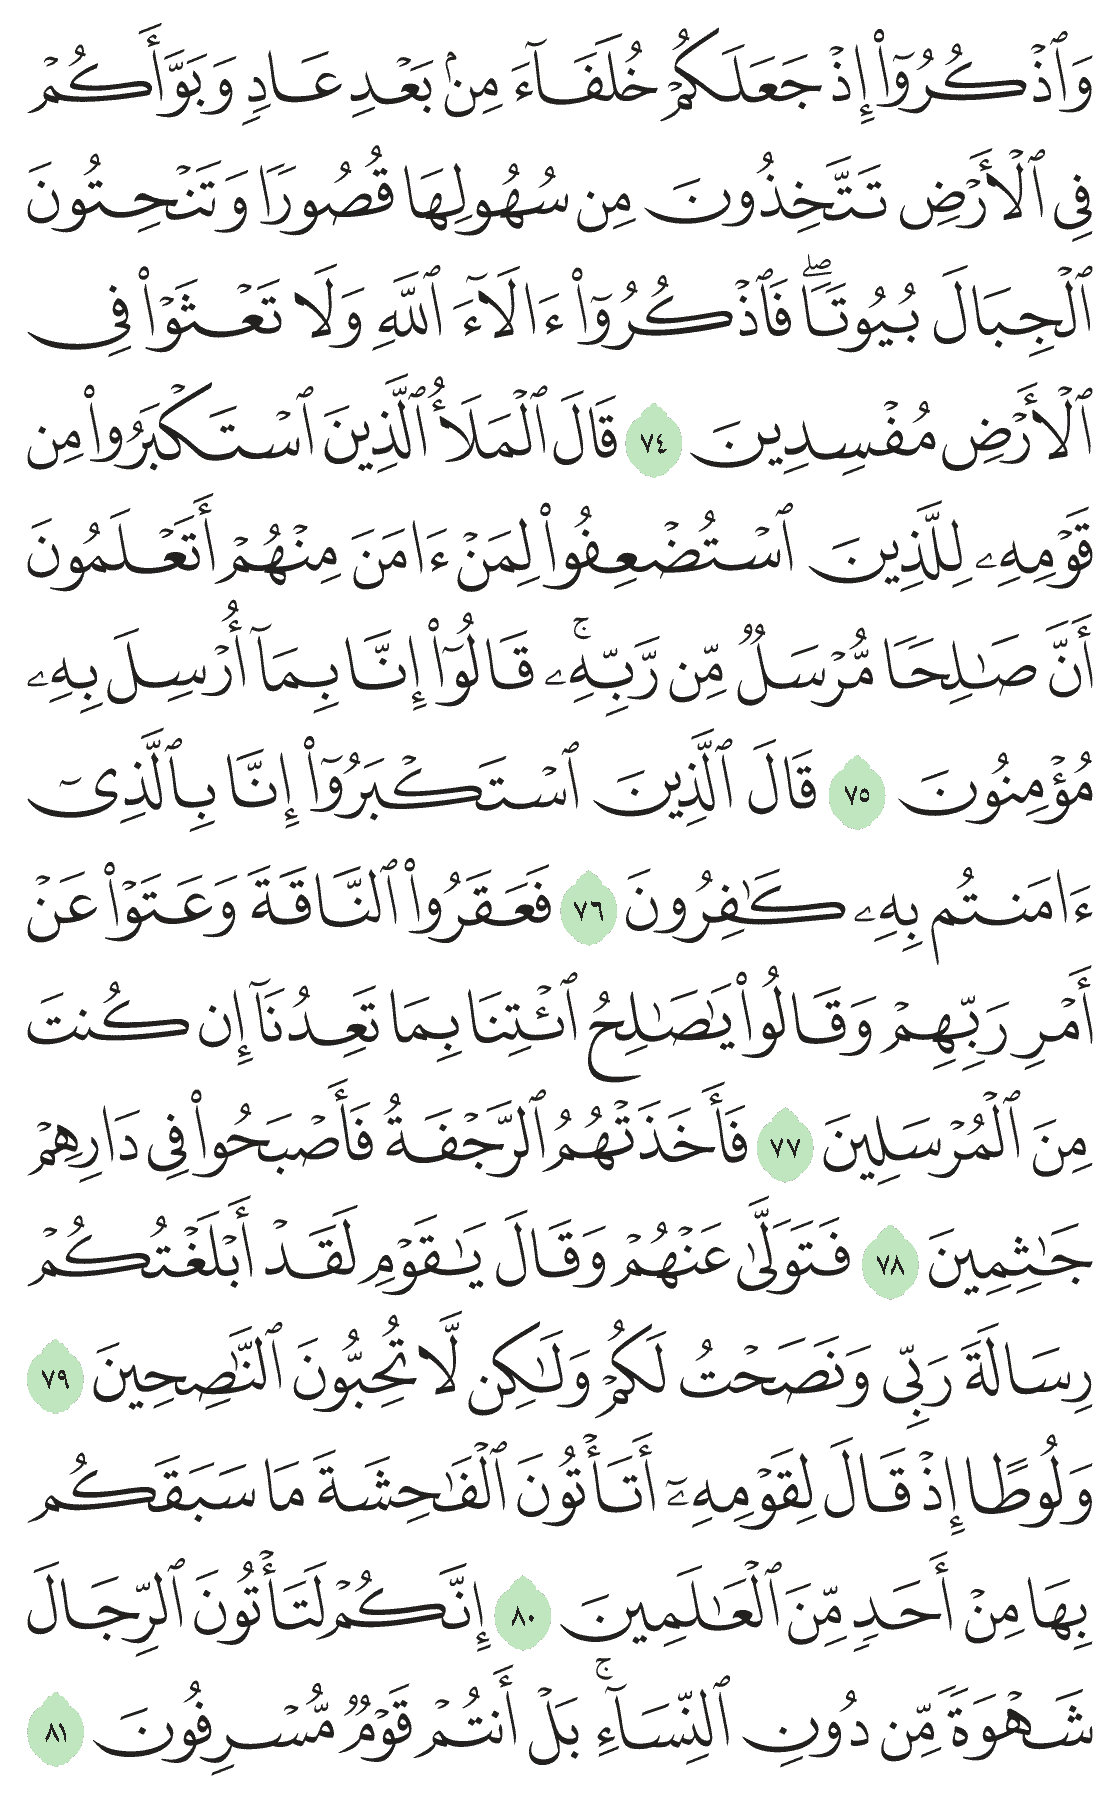 وَٱذْكُرُوٓا۟ إِذْ جَعَلَكُمْ خُلَفَآءَ مِنۢ بَعْدِ عَادٍ وَبَوَّأَكُمْ
فِى ٱلْأَرْضِ تَتَّخِذُونَ مِن سُهُولِهَا قُصُورًا وَتَنْحِتُونَ
ٱلْجِبَالَ بُيُوتًا ۖ فَٱذْكُرُوٓا۟ ءَالَآءَ ٱللَّهِ وَلَا تَعْثَوْا۟ فِى
ٱلْأَرْضِ مُفْسِدِينَ ٧٤ قَالَ ٱلْمَلَأُ ٱلَّذِينَ ٱسْتَكْبَرُوا۟ مِن
قَوْمِهِۦ لِلَّذِينَ ٱسْتُضْعِفُوا۟ لِمَنْ ءَامَنَ مِنْهُمْ أَتَعْلَمُونَ
أَنَّ صَـٰلِحًا مُّرْسَلٌ مِّن رَّبِّهِۦ ۚ قَالُوٓا۟ إِنَّا بِمَآ أُرْسِلَ بِهِۦ
مُؤْمِنُونَ ٧٥ قَالَ ٱلَّذِينَ ٱسْتَكْبَرُوٓا۟ إِنَّا بِٱلَّذِىٓ
ءَامَنتُم بِهِۦ كَـٰفِرُونَ ٧٦ فَعَقَرُوا۟ ٱلنَّاقَةَ وَعَتَوْا۟ عَنْ
أَمْرِ رَبِّهِمْ وَقَالُوا۟ يَـٰصَـٰلِحُ ٱئْتِنَا بِمَا تَعِدُنَآ إِن كُنتَ
مِنَ ٱلْمُرْسَلِينَ ٧٧ فَأَخَذَتْهُمُ ٱلرَّجْفَةُ فَأَصْبَحُوا۟ فِى دَارِهِمْ
جَـٰثِمِينَ ٧٨ فَتَوَلَّىٰ عَنْهُمْ وَقَالَ يَـٰقَوْمِ لَقَدْ أَبْلَغْتُكُمْ
رِسَالَةَ رَبِّى وَنَصَحْتُ لَكُمْ وَلَـٰكِن لَّا تُحِبُّونَ ٱلنَّـٰصِحِينَ ٧٩
وَلُوطًا إِذْ قَالَ لِقَوْمِهِۦٓ أَتَأْتُونَ ٱلْفَـٰحِشَةَ مَا سَبَقَكُم
بِهَا مِنْ أَحَدٍ مِّنَ ٱلْعَـٰلَمِينَ ٨٠ إِنَّكُمْ لَتَأْتُونَ ٱلرِّجَالَ
شَهْوَةً مِّن دُونِ ٱلنِّسَآءِ ۚ بَلْ أَنتُمْ قَوْمٌ مُّسْرِفُونَ ٨١